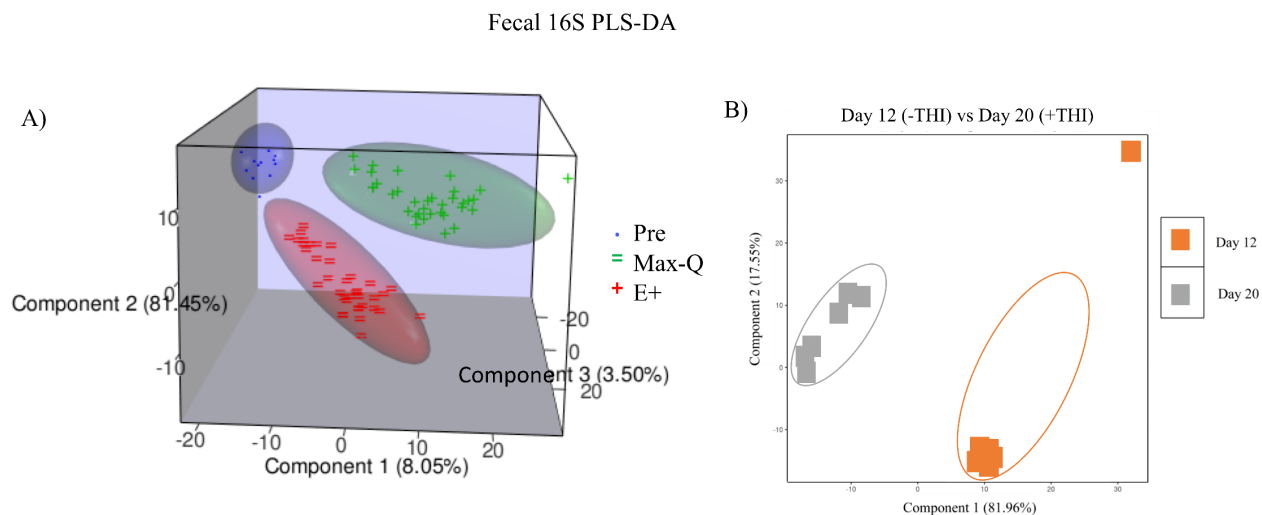 Fecal 16S PLS-DA
A)
10
0
-10
Component 2 (81.45%)
-20
0
20
Component 3 (3.50%)
-20
-10
0
10
20
Component 1 (8.05%)
Pre
Max-Q
E+
B)
Day 12 (-THI) vs Day 20 (+THI)
30
20
10
0
-10
Component 2 (17.55%)
-10
0
10
20
30
Component 1 (81.96%)
Day 12
Day 20